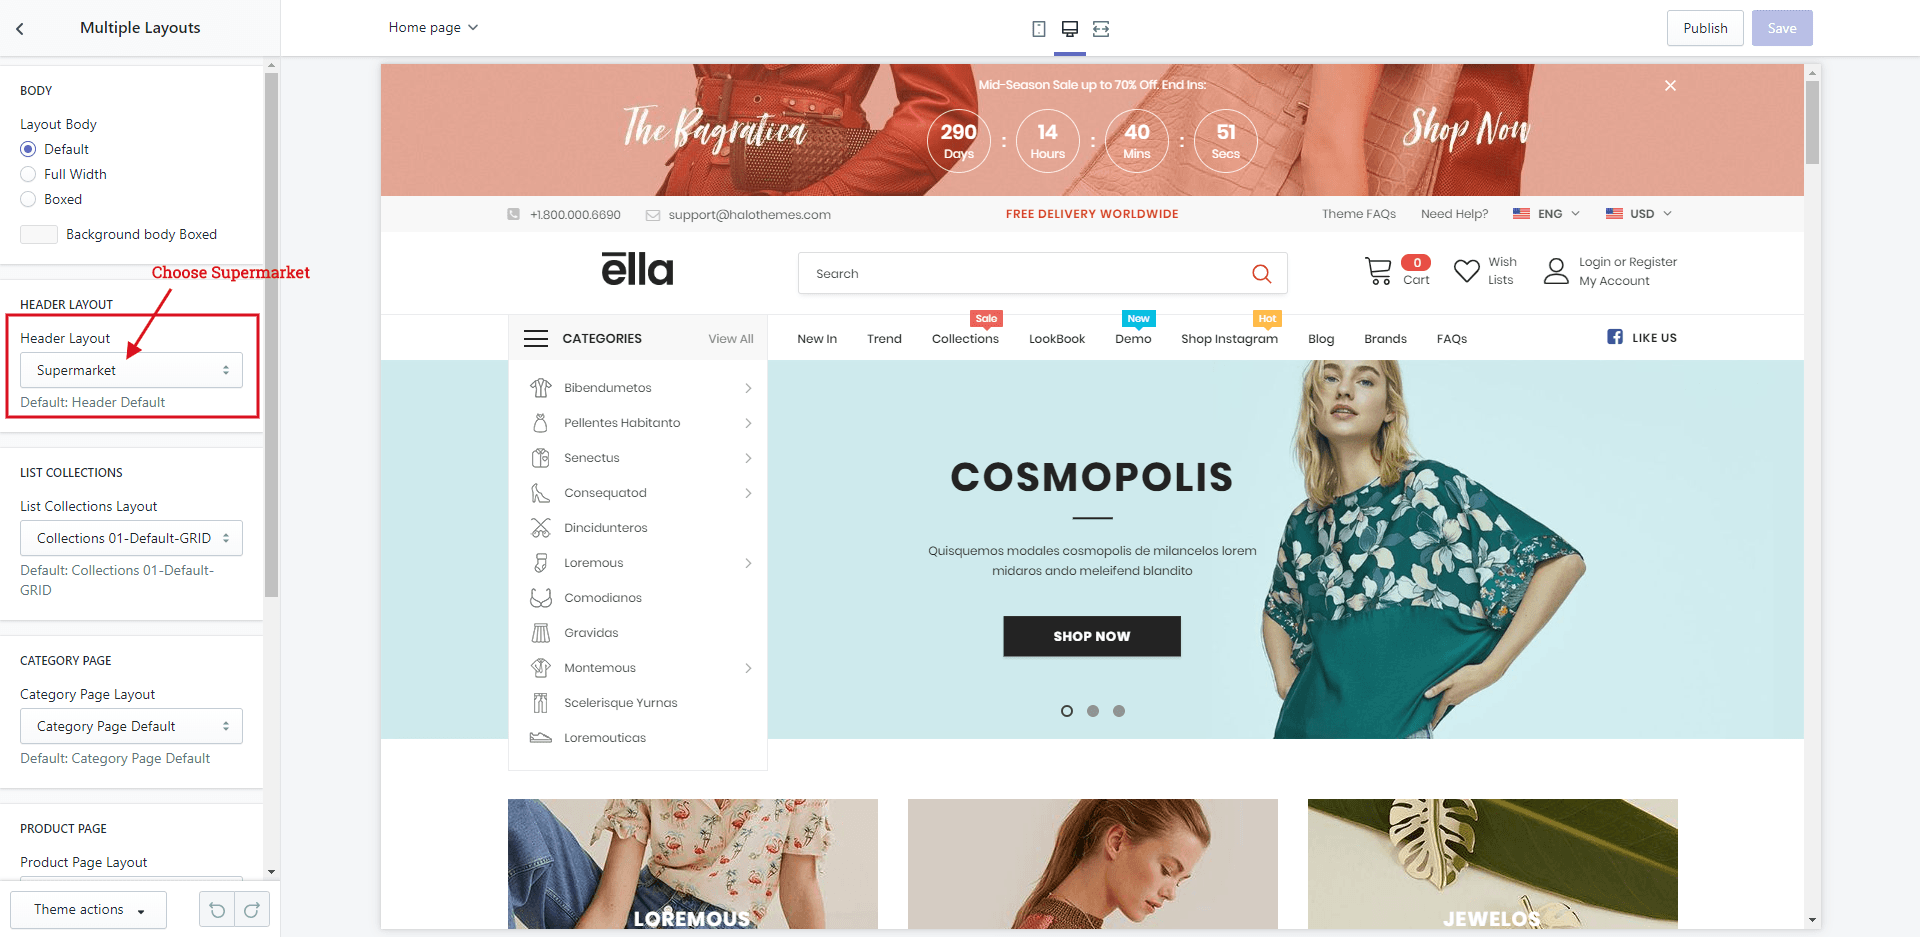 Multiple Layouts
Home page
Publish
Save
BODY
Layout Body
Default
Full Width
Boxed
Background body Boxed
Choose Supermarket
HEADER LAYOUT
Header Layout
Supermarket
Default: Header Default
LIST COLLECTIONS
List Collections Layout
Collections 01-Default-GRID
Default: Collections 01-Default-
GRID
CATEGORY PAGE
Category Page Layout
Category Page Default
Default: Category Page Default
PRODUCT PAGE
Product Page Layout
Theme actions
Mid-Season Sale up to 70% Off. End Ins:
The Bagratica
290 : 14 : 40 : 51
Days Hours Mins Secs
Shop Now
+1.800.000.6690 support@halothemes.com FREE DELIVERY WORLDWIDE Theme FAQs Need Help? ENG USD
ella
Search
0
Cart
Wish
Lists
Login or Register
My Account
Sale New Hot
CATEGORIES View All New In Trend Collections LookBook Demo Shop Instagram Blog Brands FAQs LIKE US
Bibendumetos
Pellentes Habitanto
Senectus
Consequatod
Dincidunteros
Loremous
Comodianos
Gravidas
Montemous
Scelerisque Yurnas
Loremouticas
COSMOPOLIS
Quisquemos modales cosmopolis de milancelos lorem
midaros ando meleifend blandito
SHOP NOW
LOREMOUS
JEWELOS